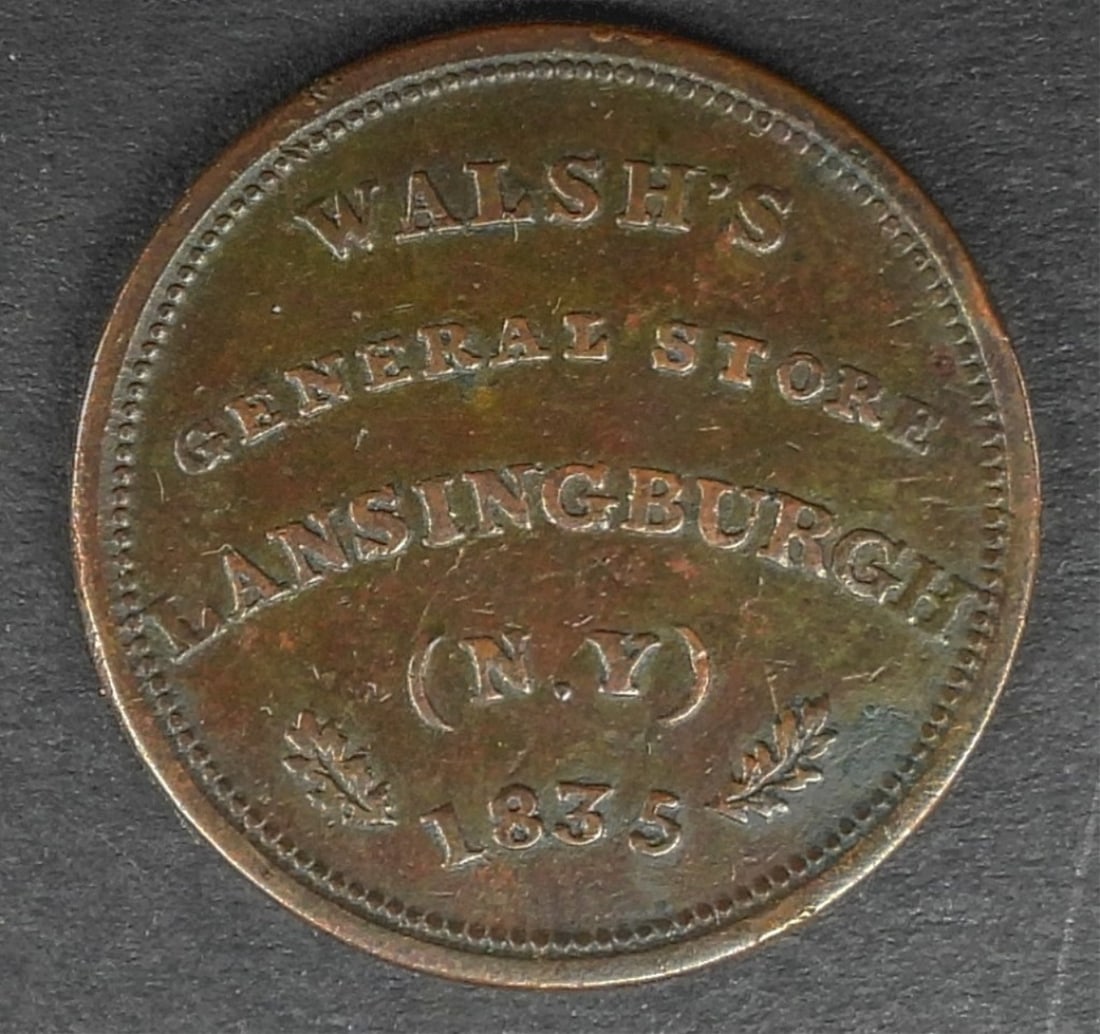 WALSH'S
GENERAL STORE
LANSINGBURGH
(N.Y)
1835